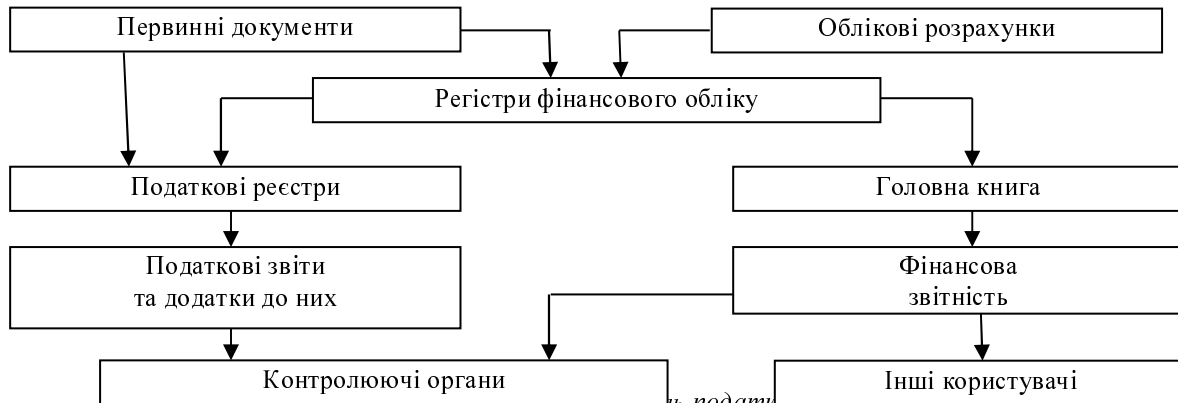 Первинні документи
Облікові розрахунки
Регістри фінансового обліку
Податкові реєстри
Головна книга
Податкові звіти
та додатки до них
Фінансова
звітність
Контролюючі органи
Інші користувачі